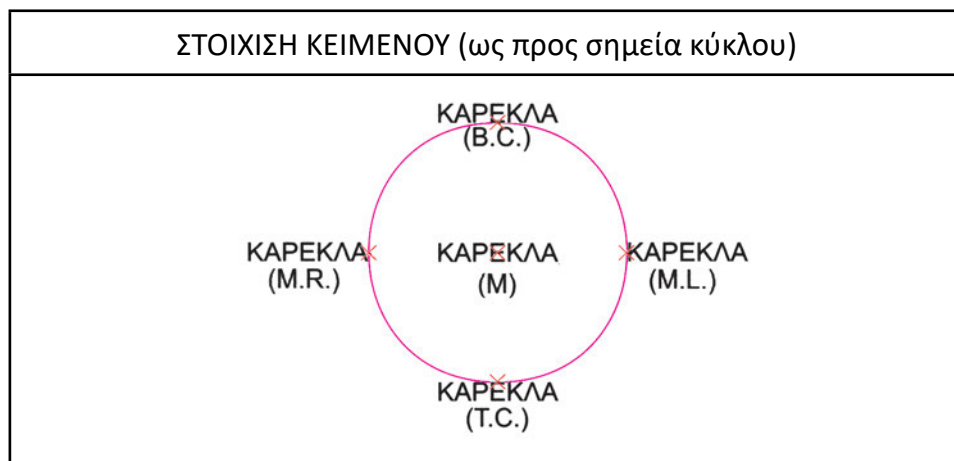 ΣΤΟΙΧΙΣΗ ΚΕΙΜΕΝΟΥ (ως προς σημεία κύκλου)
ΚΑΡΕΚΛΑ
(B.C.)
ΚΑΡΕΚΛΑ ΚΑΡΕΚΛΑ ΚΑΡΕΚΛΑ
(M.R.) (M) (M.L.)
ΚΑΡΕΚΛΑ
(T.C.)